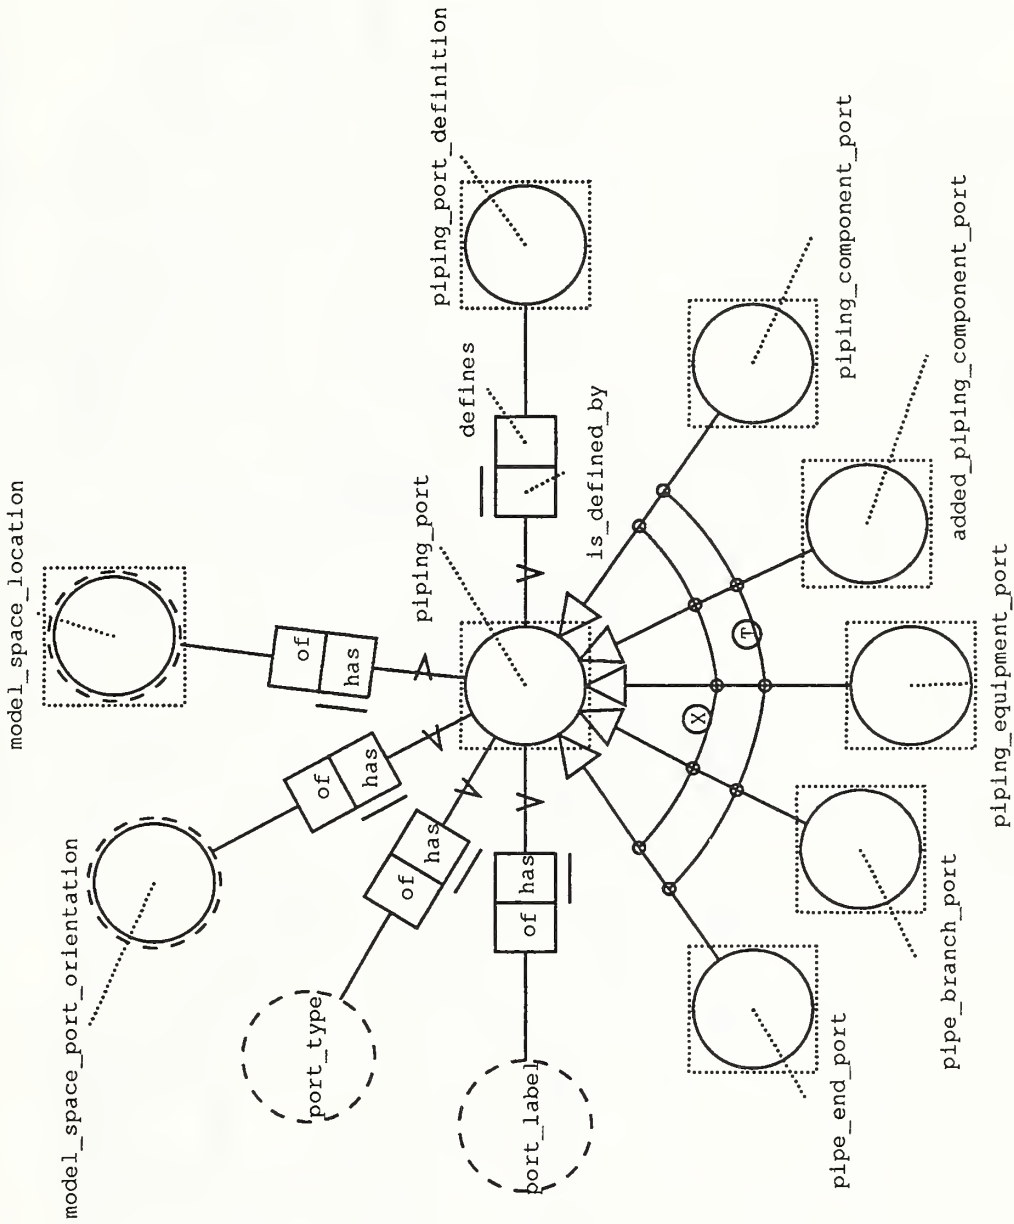 model_space_port_orientation
model_space_location
port_type
of
has
of
has
of
has
port_label
of
has
piping_port
defines
is_defined_by
piping_port_definition
X
T
pipe_end_port
pipe_branch_port
piping_equipment_port
added_piping_component_port
piping_component_port